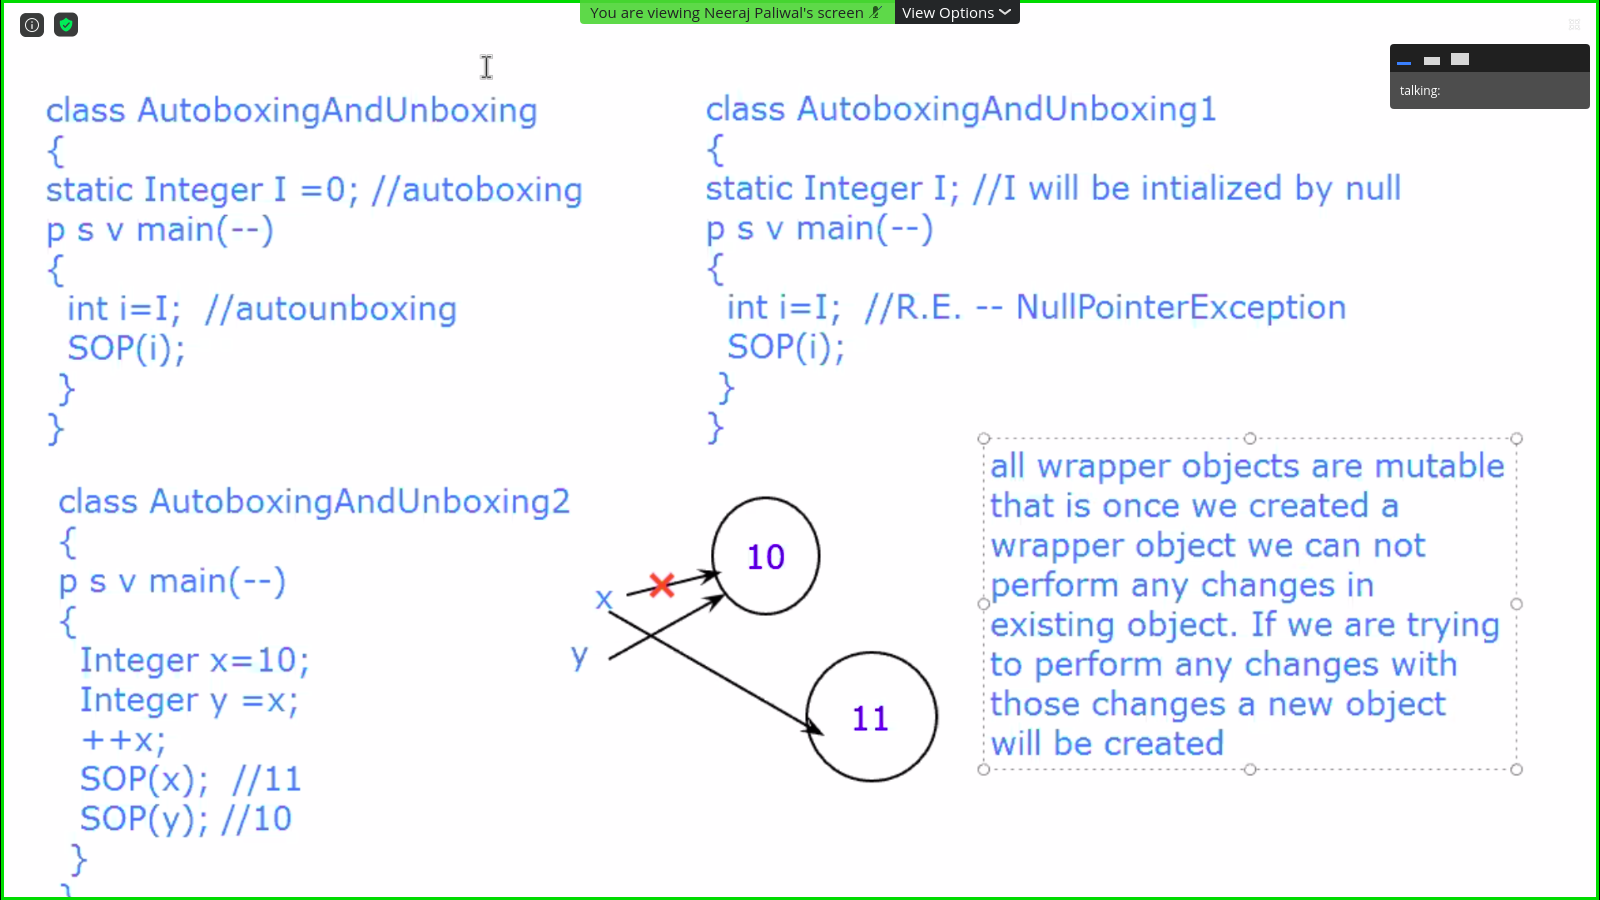 You are viewing Neeraj Paliwal's screen
View Options
talking:
class AutoboxingAndUnboxing
{
static Integer I =0; //autoboxing
p s v main(--)
{
int i=I; //autounboxing
SOP(i);
}
}
class AutoboxingAndUnboxing1
{
static Integer I; //I will be intialized by null
p s v main(--)
{
int i=I; //R.E. -- NullPointerException
SOP(i);
}
}
class AutoboxingAndUnboxing2
{
p s v main(--)
{
Integer x=10;
Integer y =x;
++x;
SOP(x); //11
SOP(y); //10
}
}
x
y
10
11
all wrapper objects are mutable
that is once we created a
wrapper object we can not
perform any changes in
existing object. If we are trying
to perform any changes with
those changes a new object
will be created